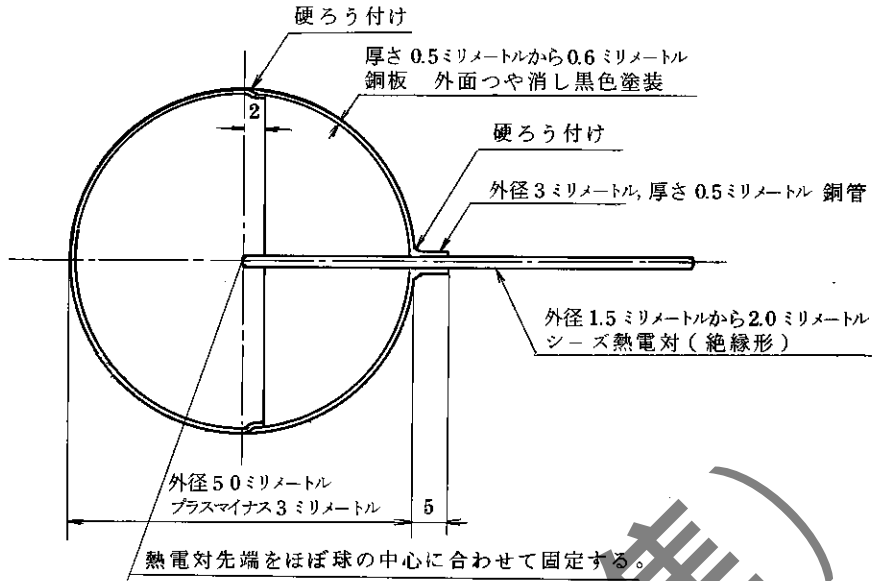 硬ろう付け
厚さ 0.5ミリメートルから0.6 ミリメートル
銅板 外面つや消し黒色塗装
2
硬ろう付け
外径3ミリメートル, 厚さ 0.5ミリメートル 銅管
外径 1.5 ミリメートルから2.0 ミリメートル
シーズ熱電対(絶縁形)
外径50ミリメートル
プラスマイナス3ミリメートル
5
熱電対先端をほぼ球の中心に合わせて固定する。